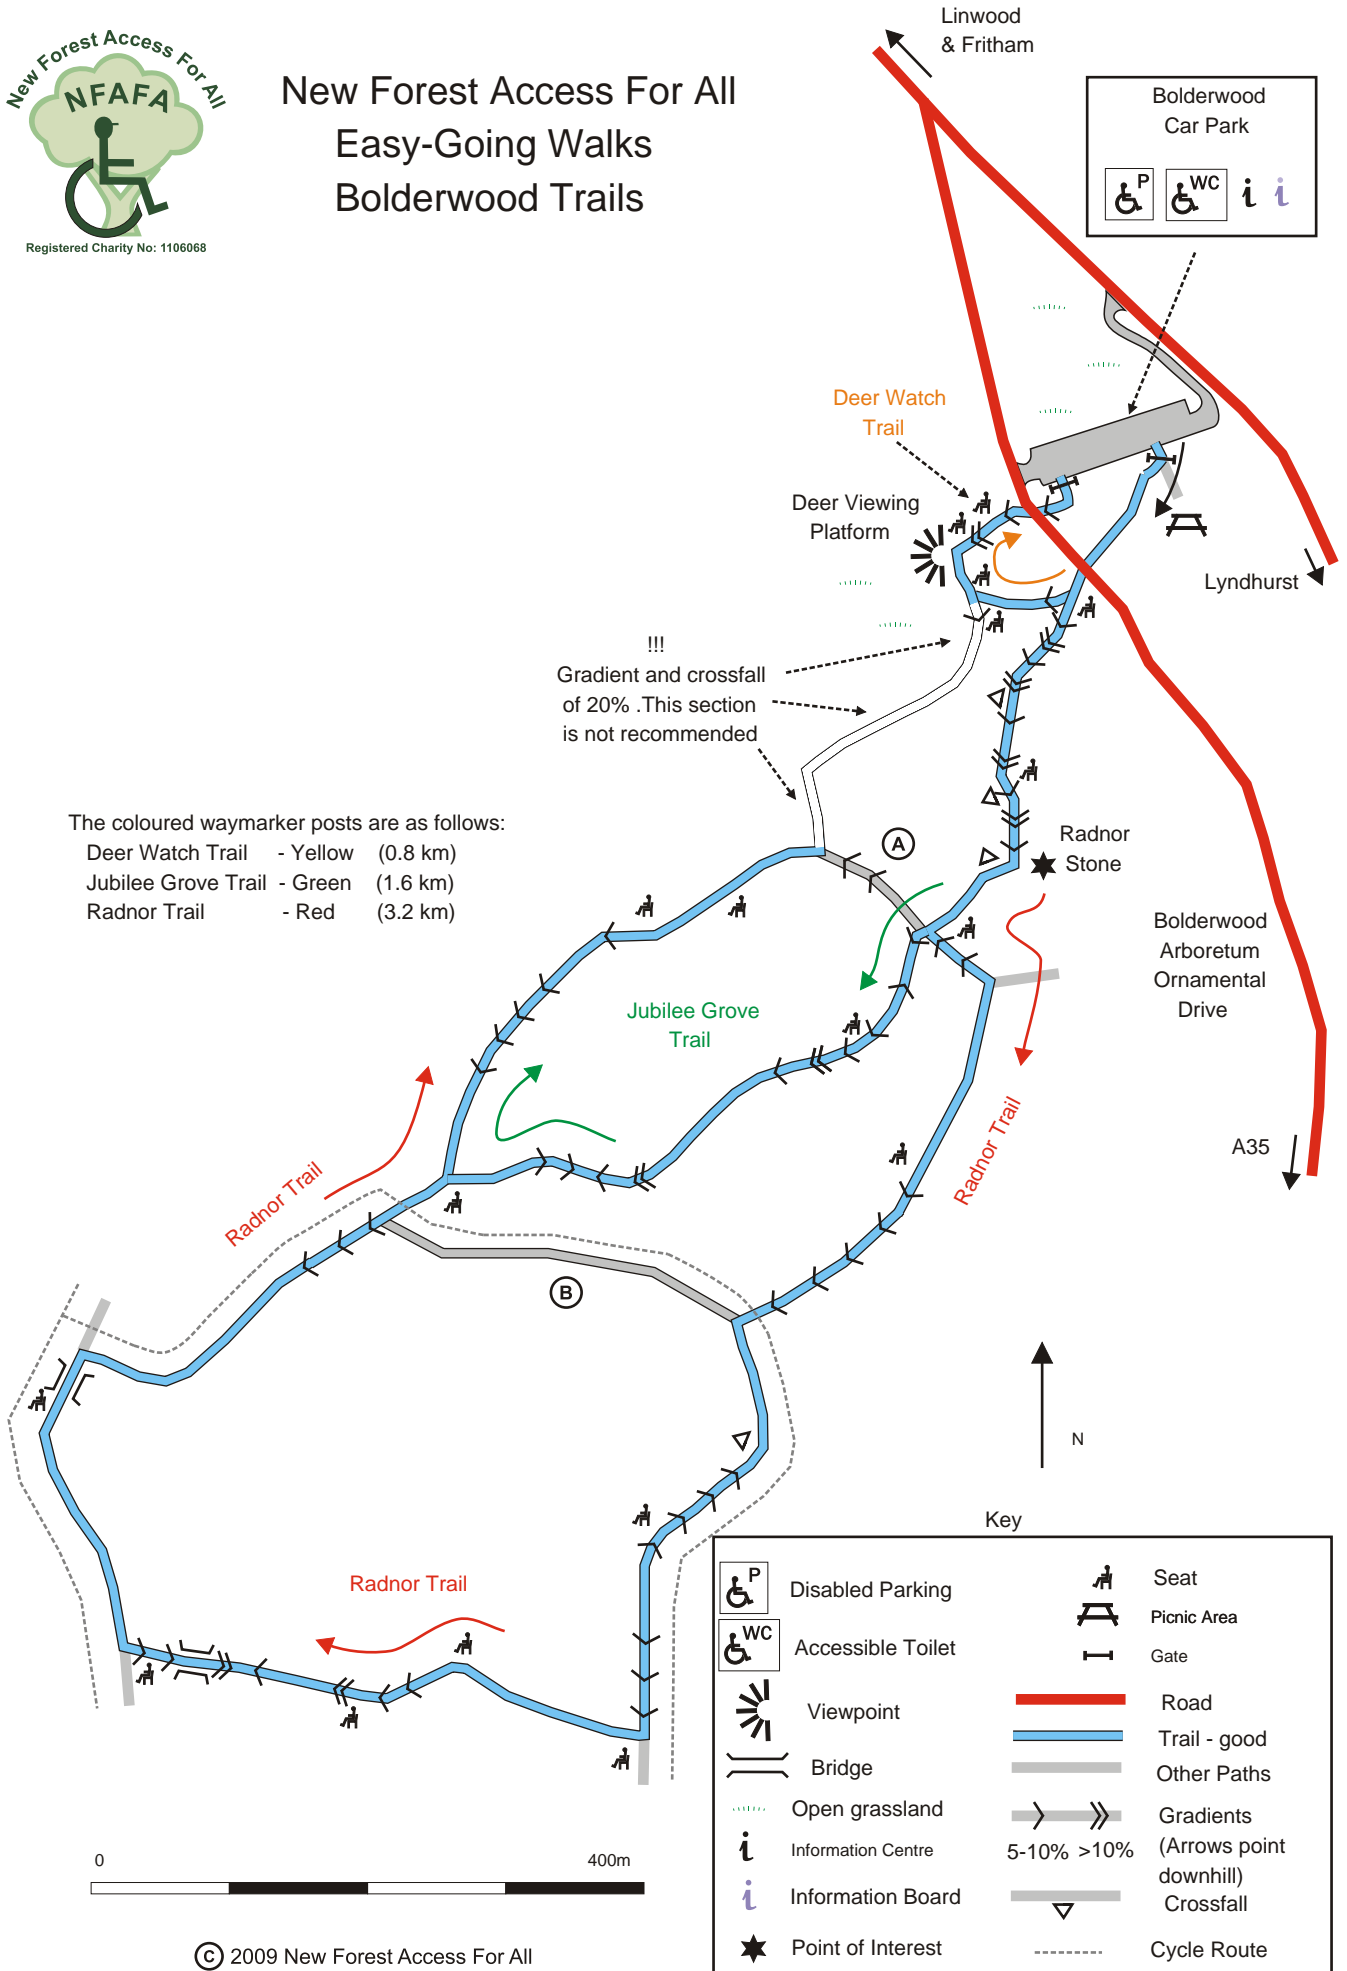 New Forest Access For All
NFAFA
Registered Charity No: 1106068
New Forest Access For All
Easy-Going Walks
Bolderwood Trails
Linwood
& Fritham
Bolderwood
Car Park
P
WC
i
i
Deer Watch
Trail
Deer Viewing
Platform
Lyndhurst
!!!
Gradient and crossfall
of 20% .This section
is not recommended
The coloured waymarker posts are as follows:
Deer Watch Trail - Yellow (0.8 km)
Jubilee Grove Trail - Green (1.6 km)
Radnor Trail - Red (3.2 km)
A
Radnor
Stone
Bolderwood
Arboretum
Ornamental
Drive
Jubilee Grove
Trail
Radnor Trail
A35
Radnor Trail
B
N
Radnor Trail
Key
P
Disabled Parking
WC
Accessible Toilet
Viewpoint
Bridge
Open grassland
i
Information Centre
i
Information Board
Point of Interest
Seat
Picnic Area
Gate
Road
Trail - good
Other Paths
Gradients
5-10% >10%
(Arrows point
downhill)
Crossfall
Cycle Route
0 400m
C 2009 New Forest Access For All